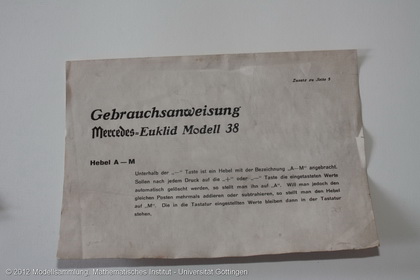 Zusatz zu Seite 5
Gebrauchsanweisung
Mercedes-Euklid Modell 38
Hebel A—M
Unterhalb der „—" Taste ist ein Hebel mit der Bezeichnung „A—M" angebracht.
Sollen nach jedem Druck auf die „+" oder „—" Taste die eingetasteten Werte
automatisch gelöscht werden, so stellt man ihn auf „A". Will man jedoch den
gleichen Posten mehrmals addieren oder subtrahieren, so stellt man den Hebel
auf „M". Die in die Tastatur eingestellten Werte bleiben dann in der Tastatur
stehen.
© 2012 Modellsammlung, Mathematisches Institut - Universität Göttingen